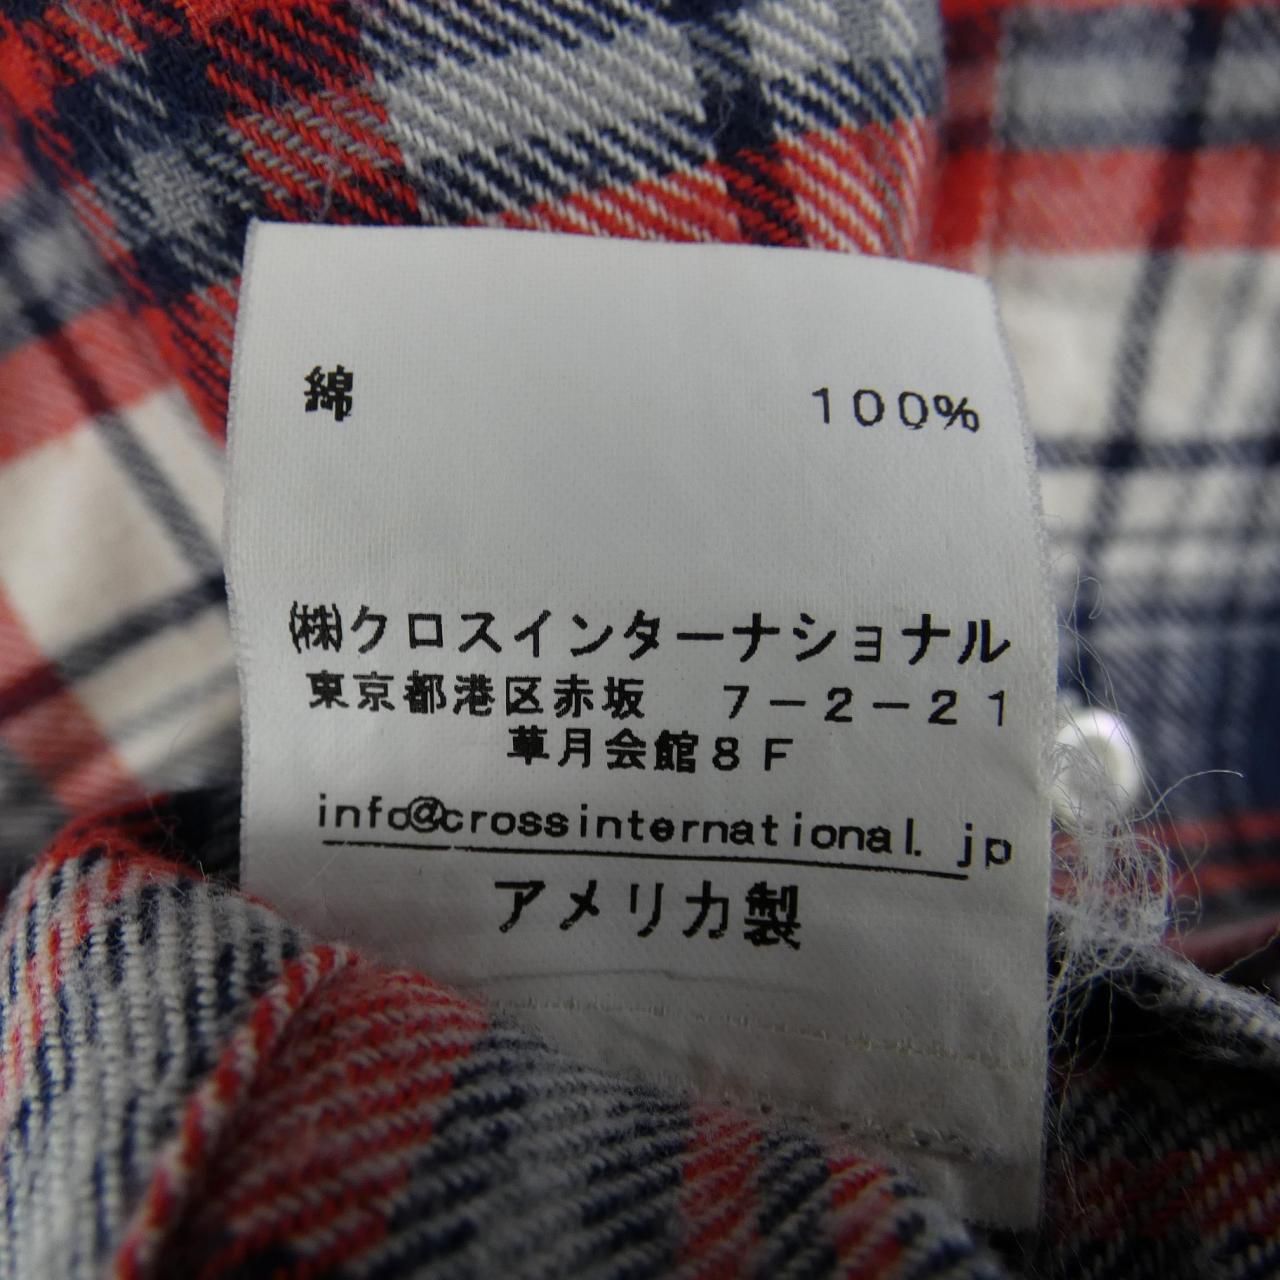 綿 100%
㈱クロスインターナショナル
東京都港区赤坂 7-2-21
草月会館8F
info@crossinternational.jp
アメリカ製